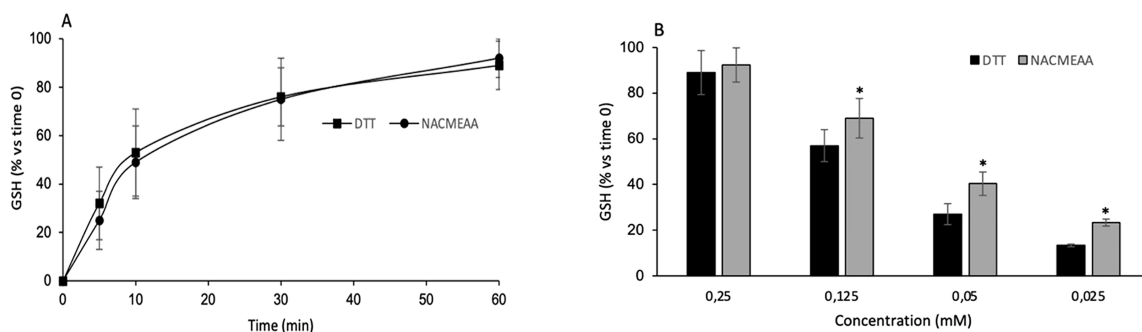 A
100
80
60
40
20
0
GSH (% vs time 0)
DTT NACMEAA
0 10 20 30 40 50 60
Time (min)
B
100
80
60
40
20
0
GSH (% vs time 0)
DTT NACMEAA
*
*
*
0,25 0,125 0,05 0,025
Concentration (mM)